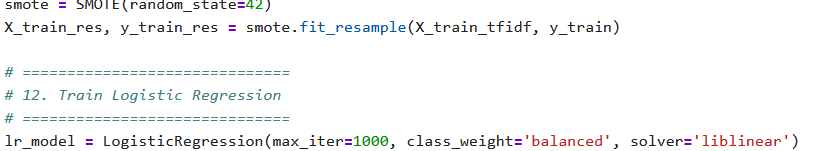 smote = SMOTE(random_state=42)
X_train_res, y_train_res = smote.fit_resample(X_train_tfidf, y_train)
# ==============================
# 12. Train Logistic Regression
# ==============================
lr_model = LogisticRegression(max_iter=1000, class_weight='balanced', solver='liblinear')